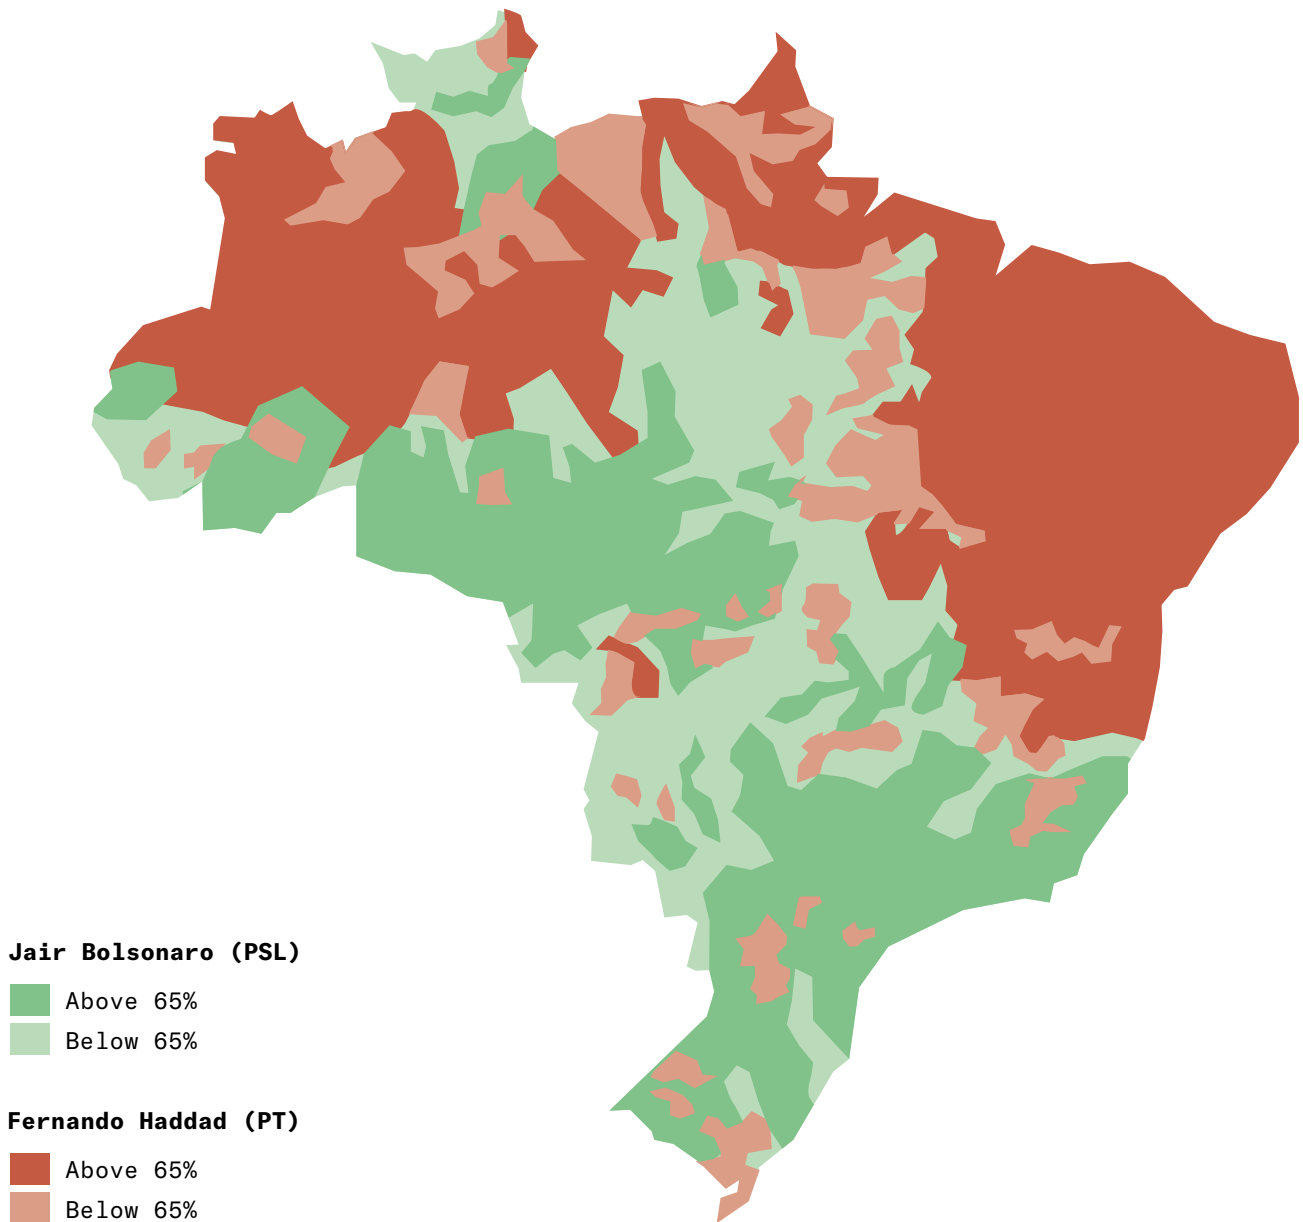 Jair Bolsonaro (PSL)
Above 65%
Below 65%
Fernando Haddad (PT)
Above 65%
Below 65%